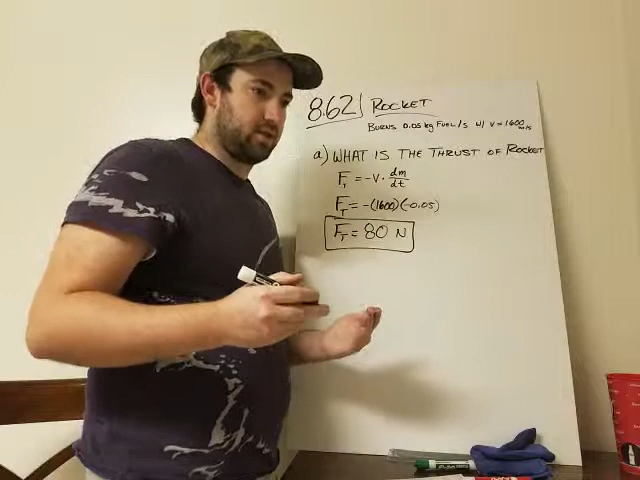 8.62 | ROCKET
BURNS 0.05 kg FUEL/s W/ V = 1600 m/s
a) WHAT IS THE THRUST OF ROCKET
F_T = -V · dm/dt
F_T = -(1600)(-0.05)
F_T = 80 N